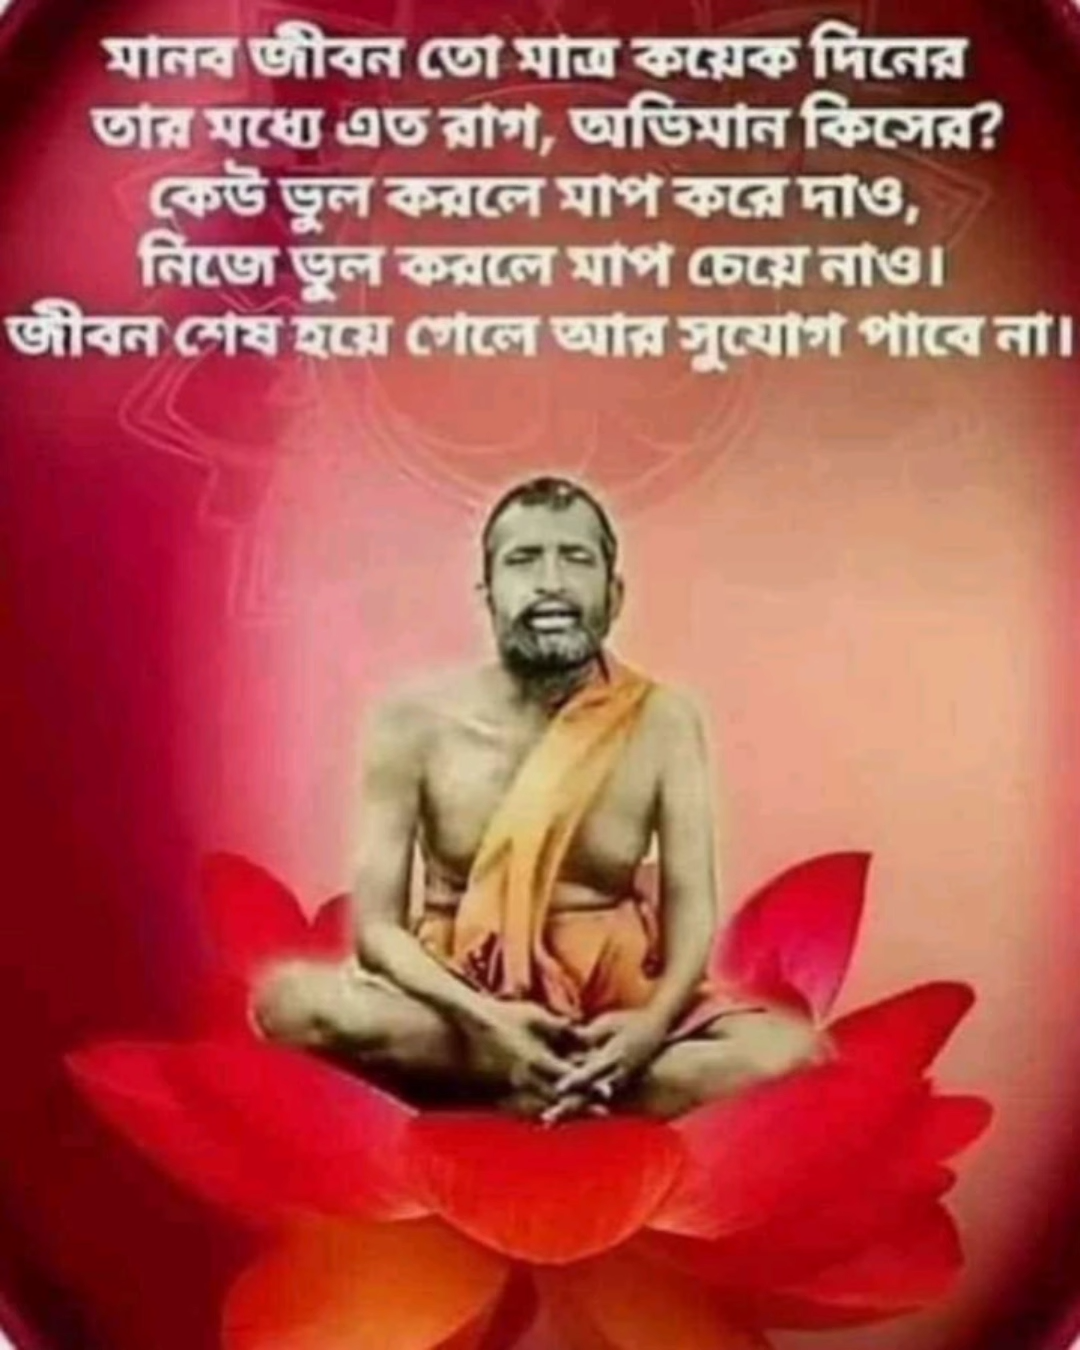 মানব জীবন তো মাত্র কয়েক দিনের
তার মধ্যে এত রাগ, অভিমান কিসের?
কেউ ভুল করলে মাপ করে দাও,
নিজে ভুল করলে মাপ চেয়ে নাও।
জীবন শেষ হয়ে গেলে আর সুযোগ পাবে না।